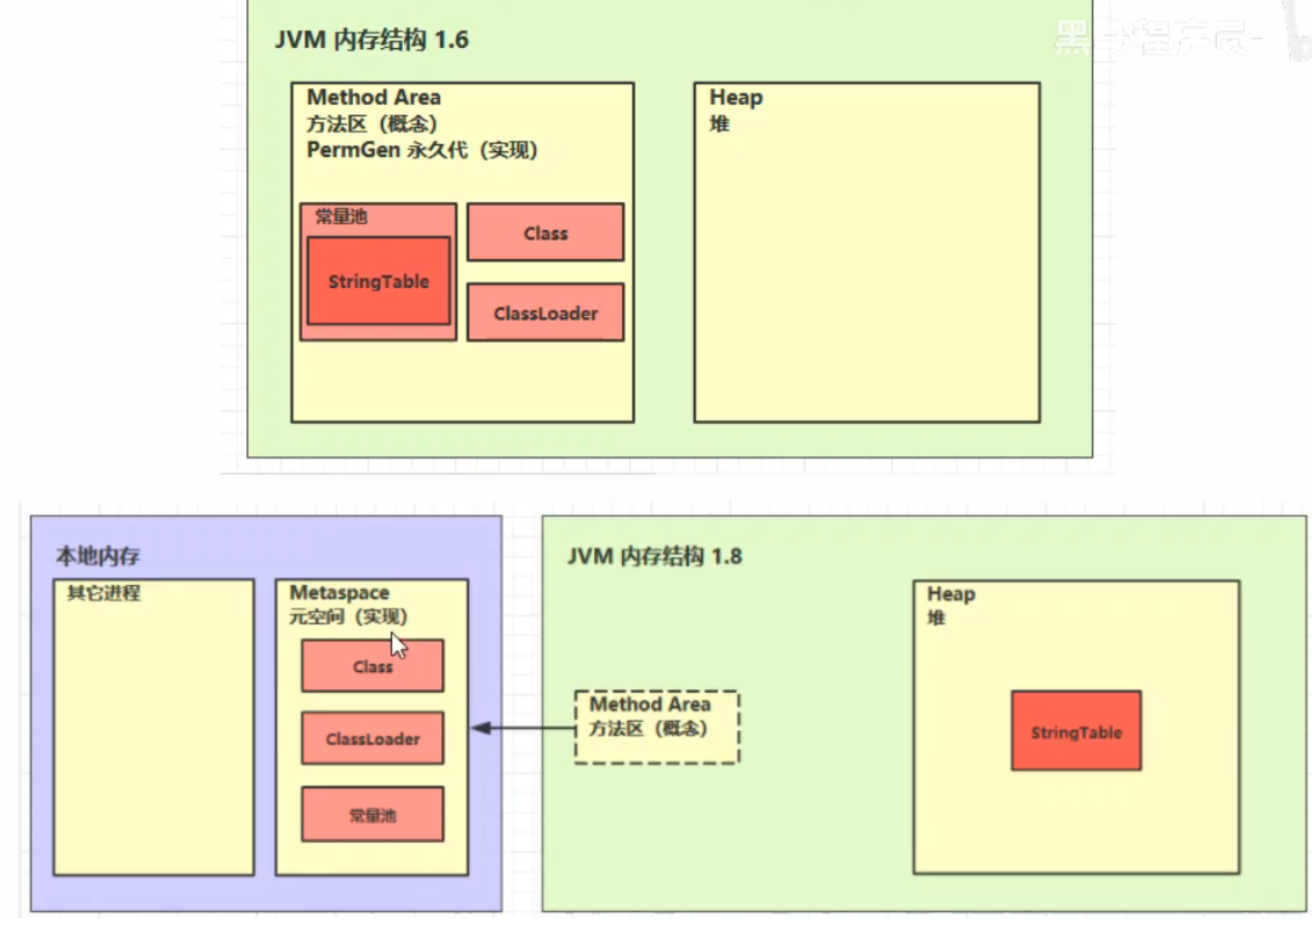 黑马程序员-
JVM 内存结构 1.6
Method Area
方法区（概念）
PermGen 永久代（实现）
常量池
StringTable
Class
ClassLoader
Heap
堆
本地内存
其它进程
Metaspace
元空间（实现）
Class
ClassLoader
常量池
JVM 内存结构 1.8
Method Area
方法区（概念）
Heap
堆
StringTable